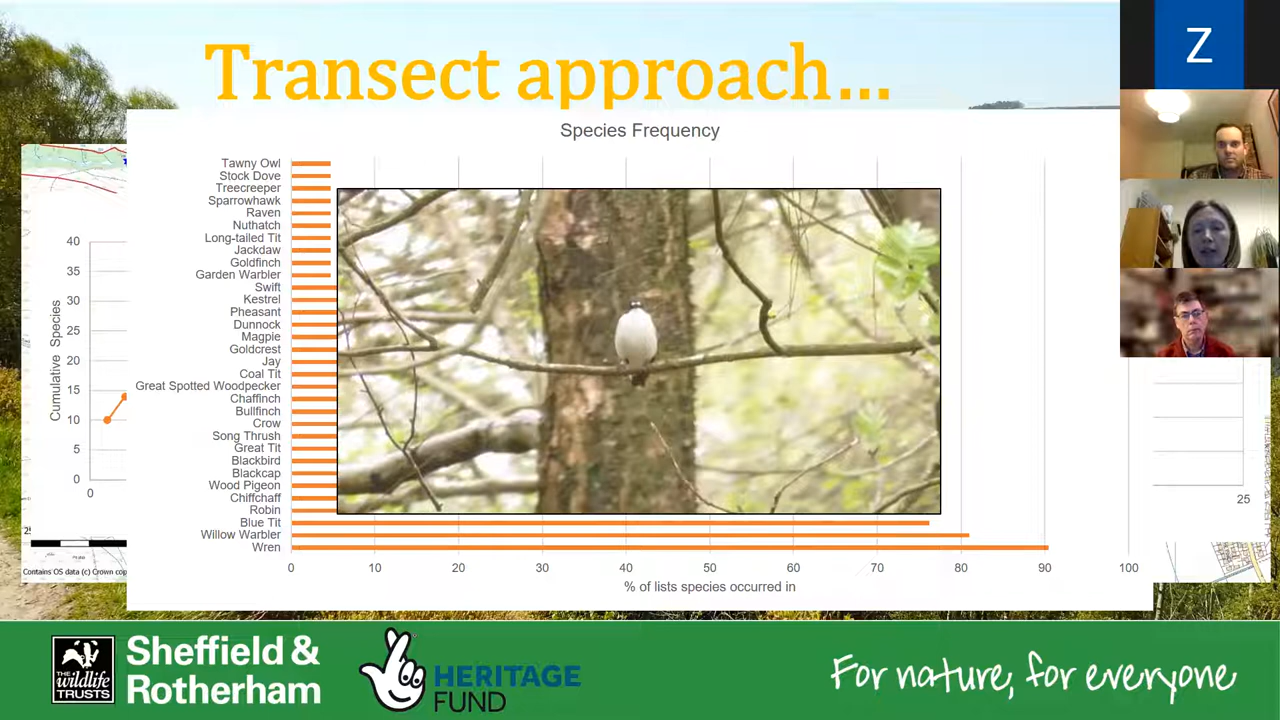 Transect approach...
Z
Species Frequency
Tawny Owl
Stock Dove
Treecreeper
Sparrowhawk
Raven
Nuthatch
Long-tailed Tit
Jackdaw
Goldfinch
Garden Warbler
Swift
Kestrel
Pheasant
Dunnock
Magpie
Goldcrest
Jay
Coal Tit
Great Spotted Woodpecker
Chaffinch
Bullfinch
Crow
Song Thrush
Great Tit
Blackbird
Blackcap
Wood Pigeon
Chiffchaff
Robin
Blue Tit
Willow Warbler
Wren
0 10 20 30 40 50 60 70 80 90 100
% of lists species occurred in
Cumulative Species
40
35
30
25
20
15
10
5
0
0
25
Contains OS data (c) Crown cop
THE wildlife TRUSTS
Sheffield &
Rotherham
HERITAGE
FUND
For nature, for everyone